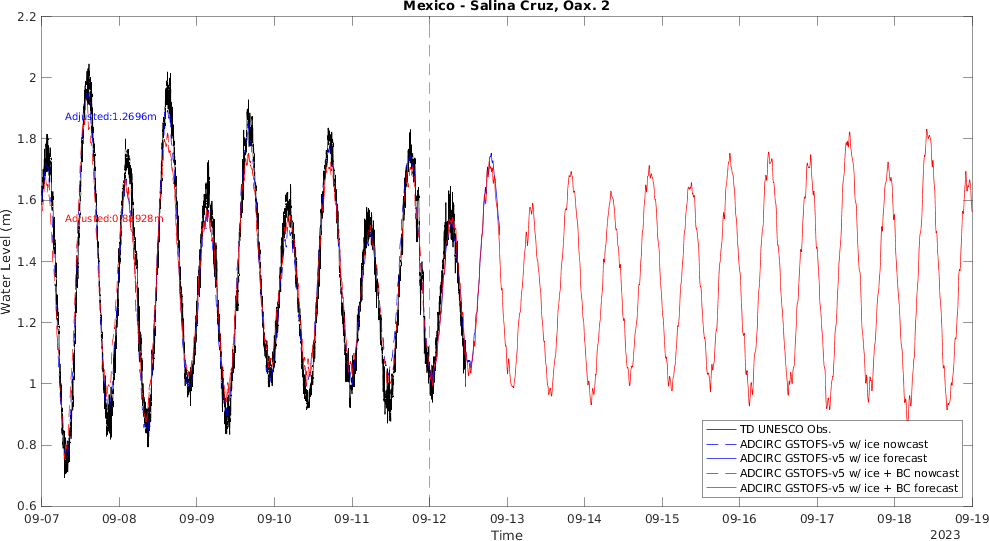 Mexico - Salina Cruz, Oax. 2
2.2
2
1.8
1.6
1.4
1.2
1
0.8
0.6
Water Level (m)
Adjusted:1.2696m
Adjusted:0.88928m
TD UNESCO Obs.
ADCIRC GSTOFS-v5 w/ ice nowcast
ADCIRC GSTOFS-v5 w/ ice forecast
ADCIRC GSTOFS-v5 w/ ice + BC nowcast
ADCIRC GSTOFS-v5 w/ ice + BC forecast
09-07 09-08 09-09 09-10 09-11 09-12 09-13 09-14 09-15 09-16 09-17 09-18 09-19
Time
2023